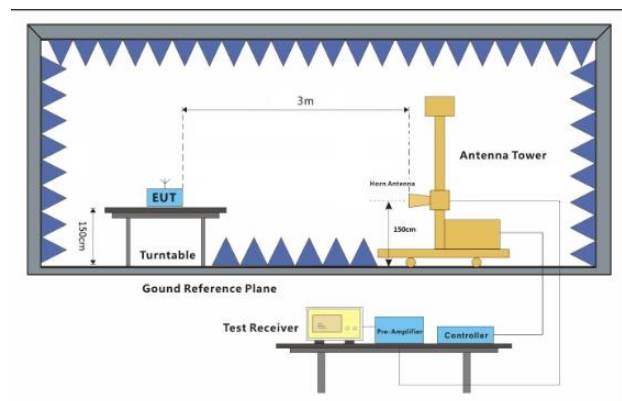 3m
Antenna Tower
Horn Antenna
EUT
150cm
150cm
Turntable
Gound Reference Plane
Test Receiver
Pre-Amplifier
Controller